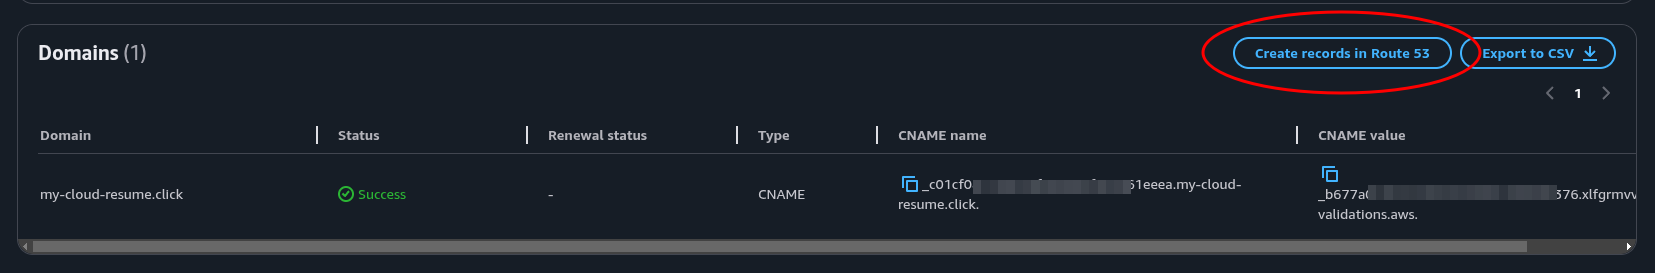 Domains (1)
Create records in Route 53
Export to CSV
1
Domain
Status
Renewal status
Type
CNAME name
CNAME value
my-cloud-resume.click
Success
-
CNAME
_c01cf0
61eeea.my-cloud-
resume.click.
_b677a
376.xlfgrmvv
validations.aws.